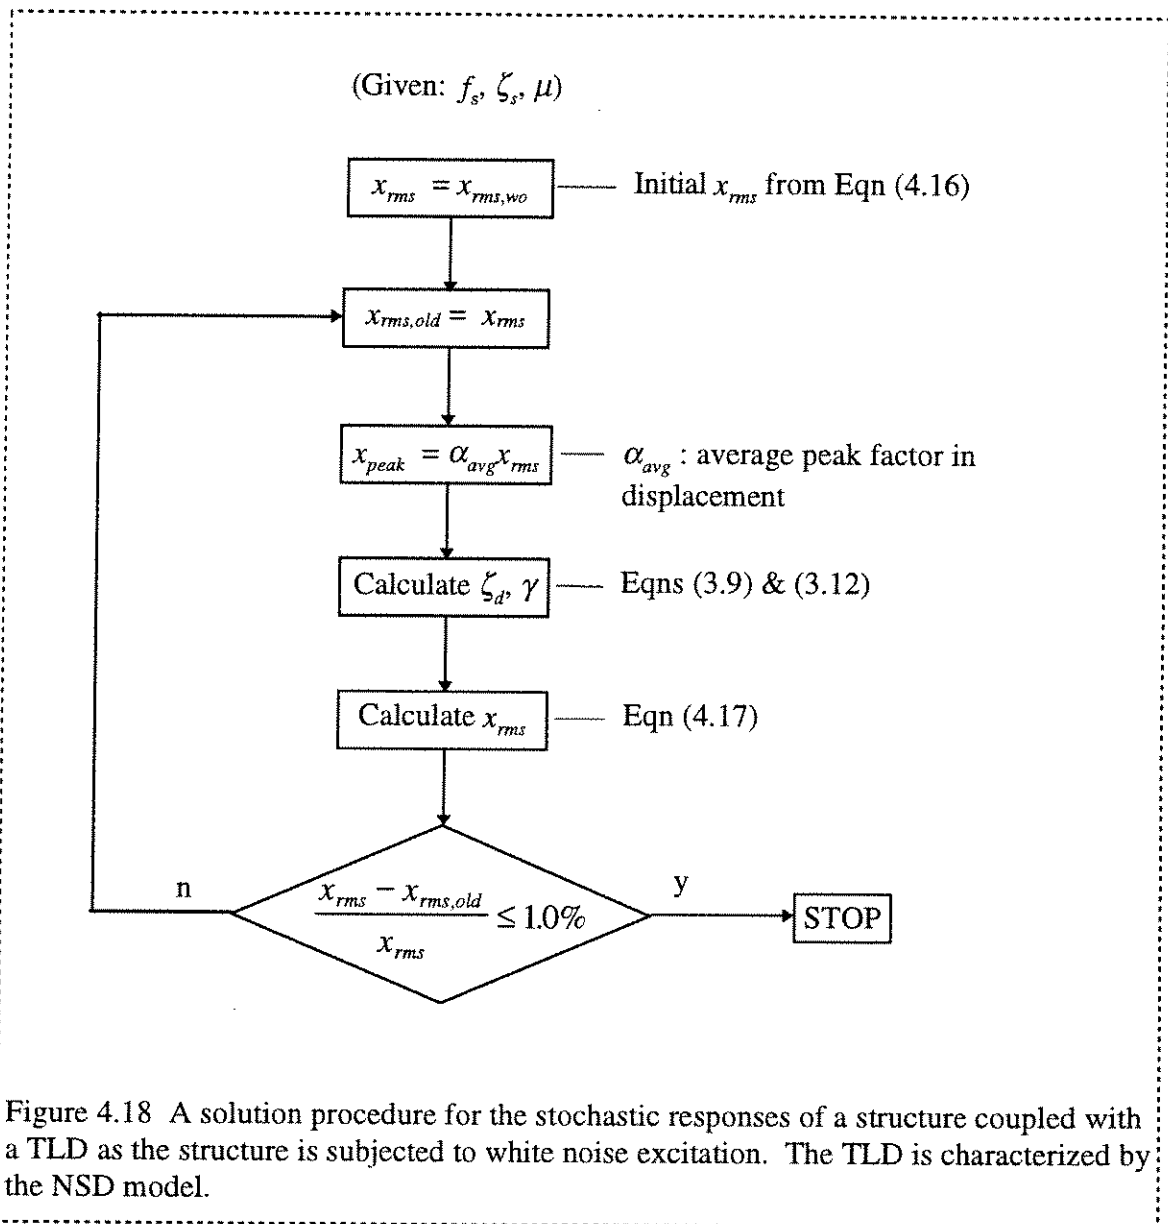 (Given: f_s, ζ_s, μ)
x_rms = x_rms,wo
Initial x_rms from Eqn (4.16)
x_rms,old = x_rms
x_peak = α_avg x_rms
α_avg : average peak factor in
displacement
Calculate ζ_d, γ
Eqns (3.9) & (3.12)
Calculate x_rms
Eqn (4.17)
n
(x_rms − x_rms,old) / x_rms ≤ 1.0%
y
STOP
Figure 4.18 A solution procedure for the stochastic responses of a structure coupled with
a TLD as the structure is subjected to white noise excitation. The TLD is characterized by
the NSD model.